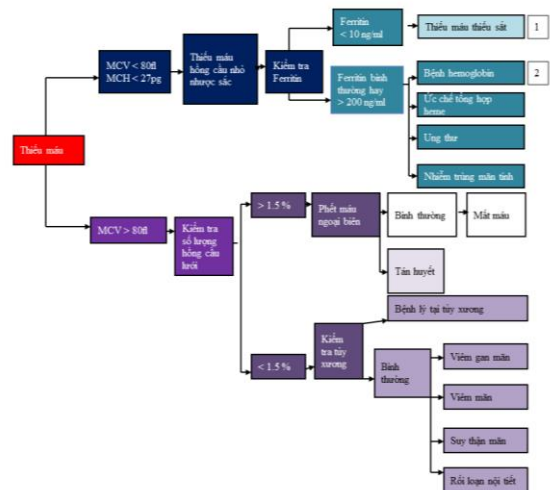 Ferritin
< 10 ng/ml
Thiếu máu thiếu sắt
1
MCV < 80fl
MCH < 27pg
Thiếu máu
hồng cầu nhỏ
nhược sắc
Kiểm tra
Ferritin
Ferritin bình
thường hay
> 200 ng/ml
Bệnh hemoglobin
2
Ức chế tổng hợp
heme
Ung thư
Nhiễm trùng mãn tính
Thiếu máu
MCV > 80fl
Kiểm tra
số lượng
hồng cầu
lưới
> 1.5 %
Phết máu
ngoại biên
Bình thường
Mất máu
Tán huyết
< 1.5 %
Kiểm
tra tủy
xương
Bệnh lý tại tủy xương
Bình
thường
Viêm gan mãn
Viêm mãn
Suy thận mãn
Rối loạn nội tiết